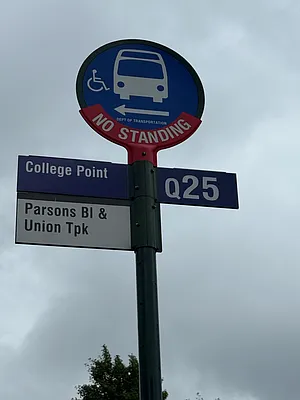 DEPT OF TRANSPORTATION
NO STANDING
College Point
Q25
Parsons Bl &
Union Tpk